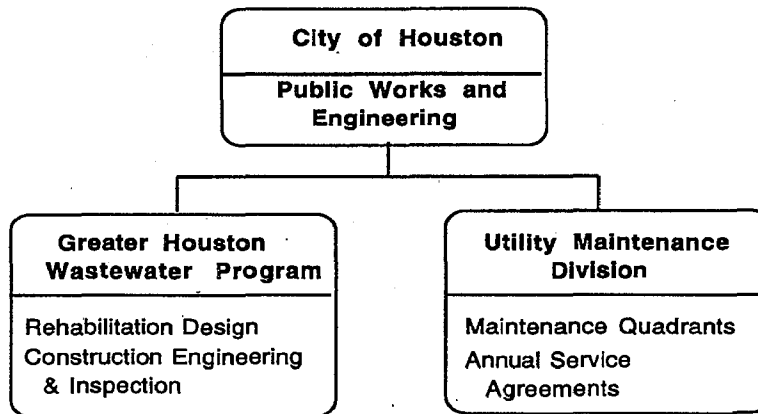 City of Houston
Public Works and
Engineering
Greater Houston
Wastewater Program
Rehabilitation Design
Construction Engineering
& Inspection
Utility Maintenance
Division
Maintenance Quadrants
Annual Service
Agreements